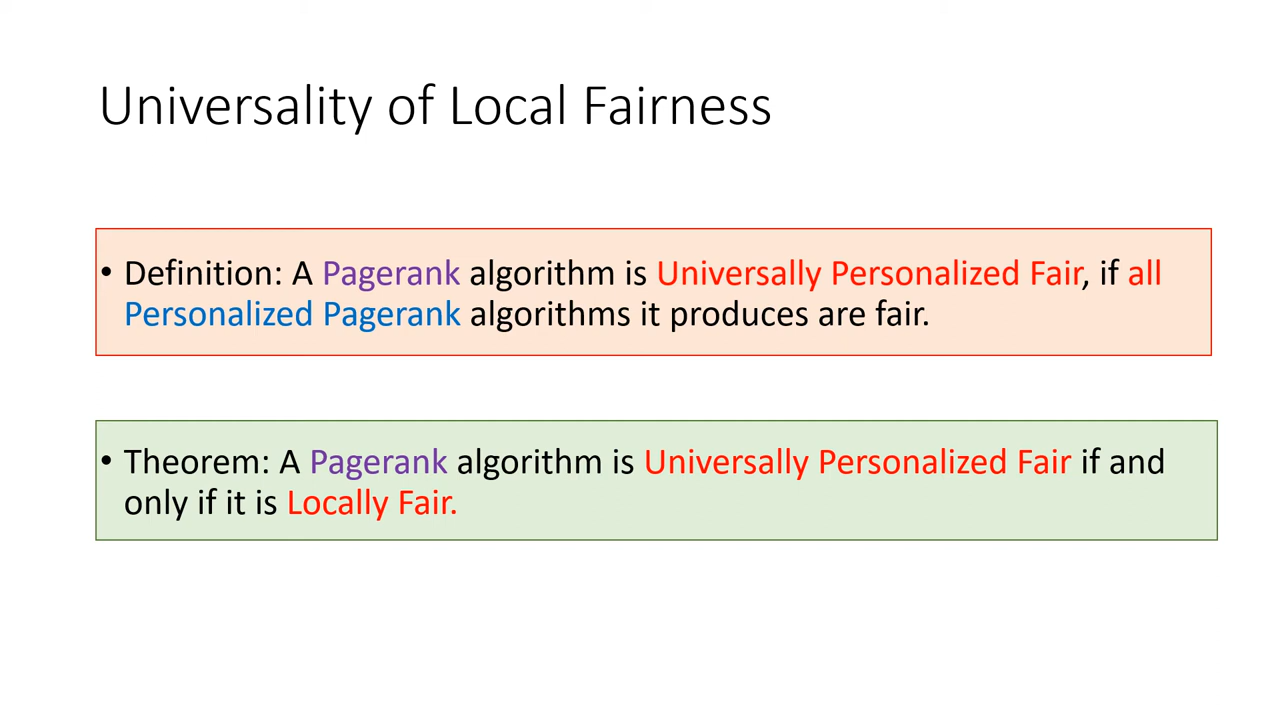 Universality of Local Fairness
• Definition: A Pagerank algorithm is Universally Personalized Fair, if all
Personalized Pagerank algorithms it produces are fair.
• Theorem: A Pagerank algorithm is Universally Personalized Fair if and
only if it is Locally Fair.